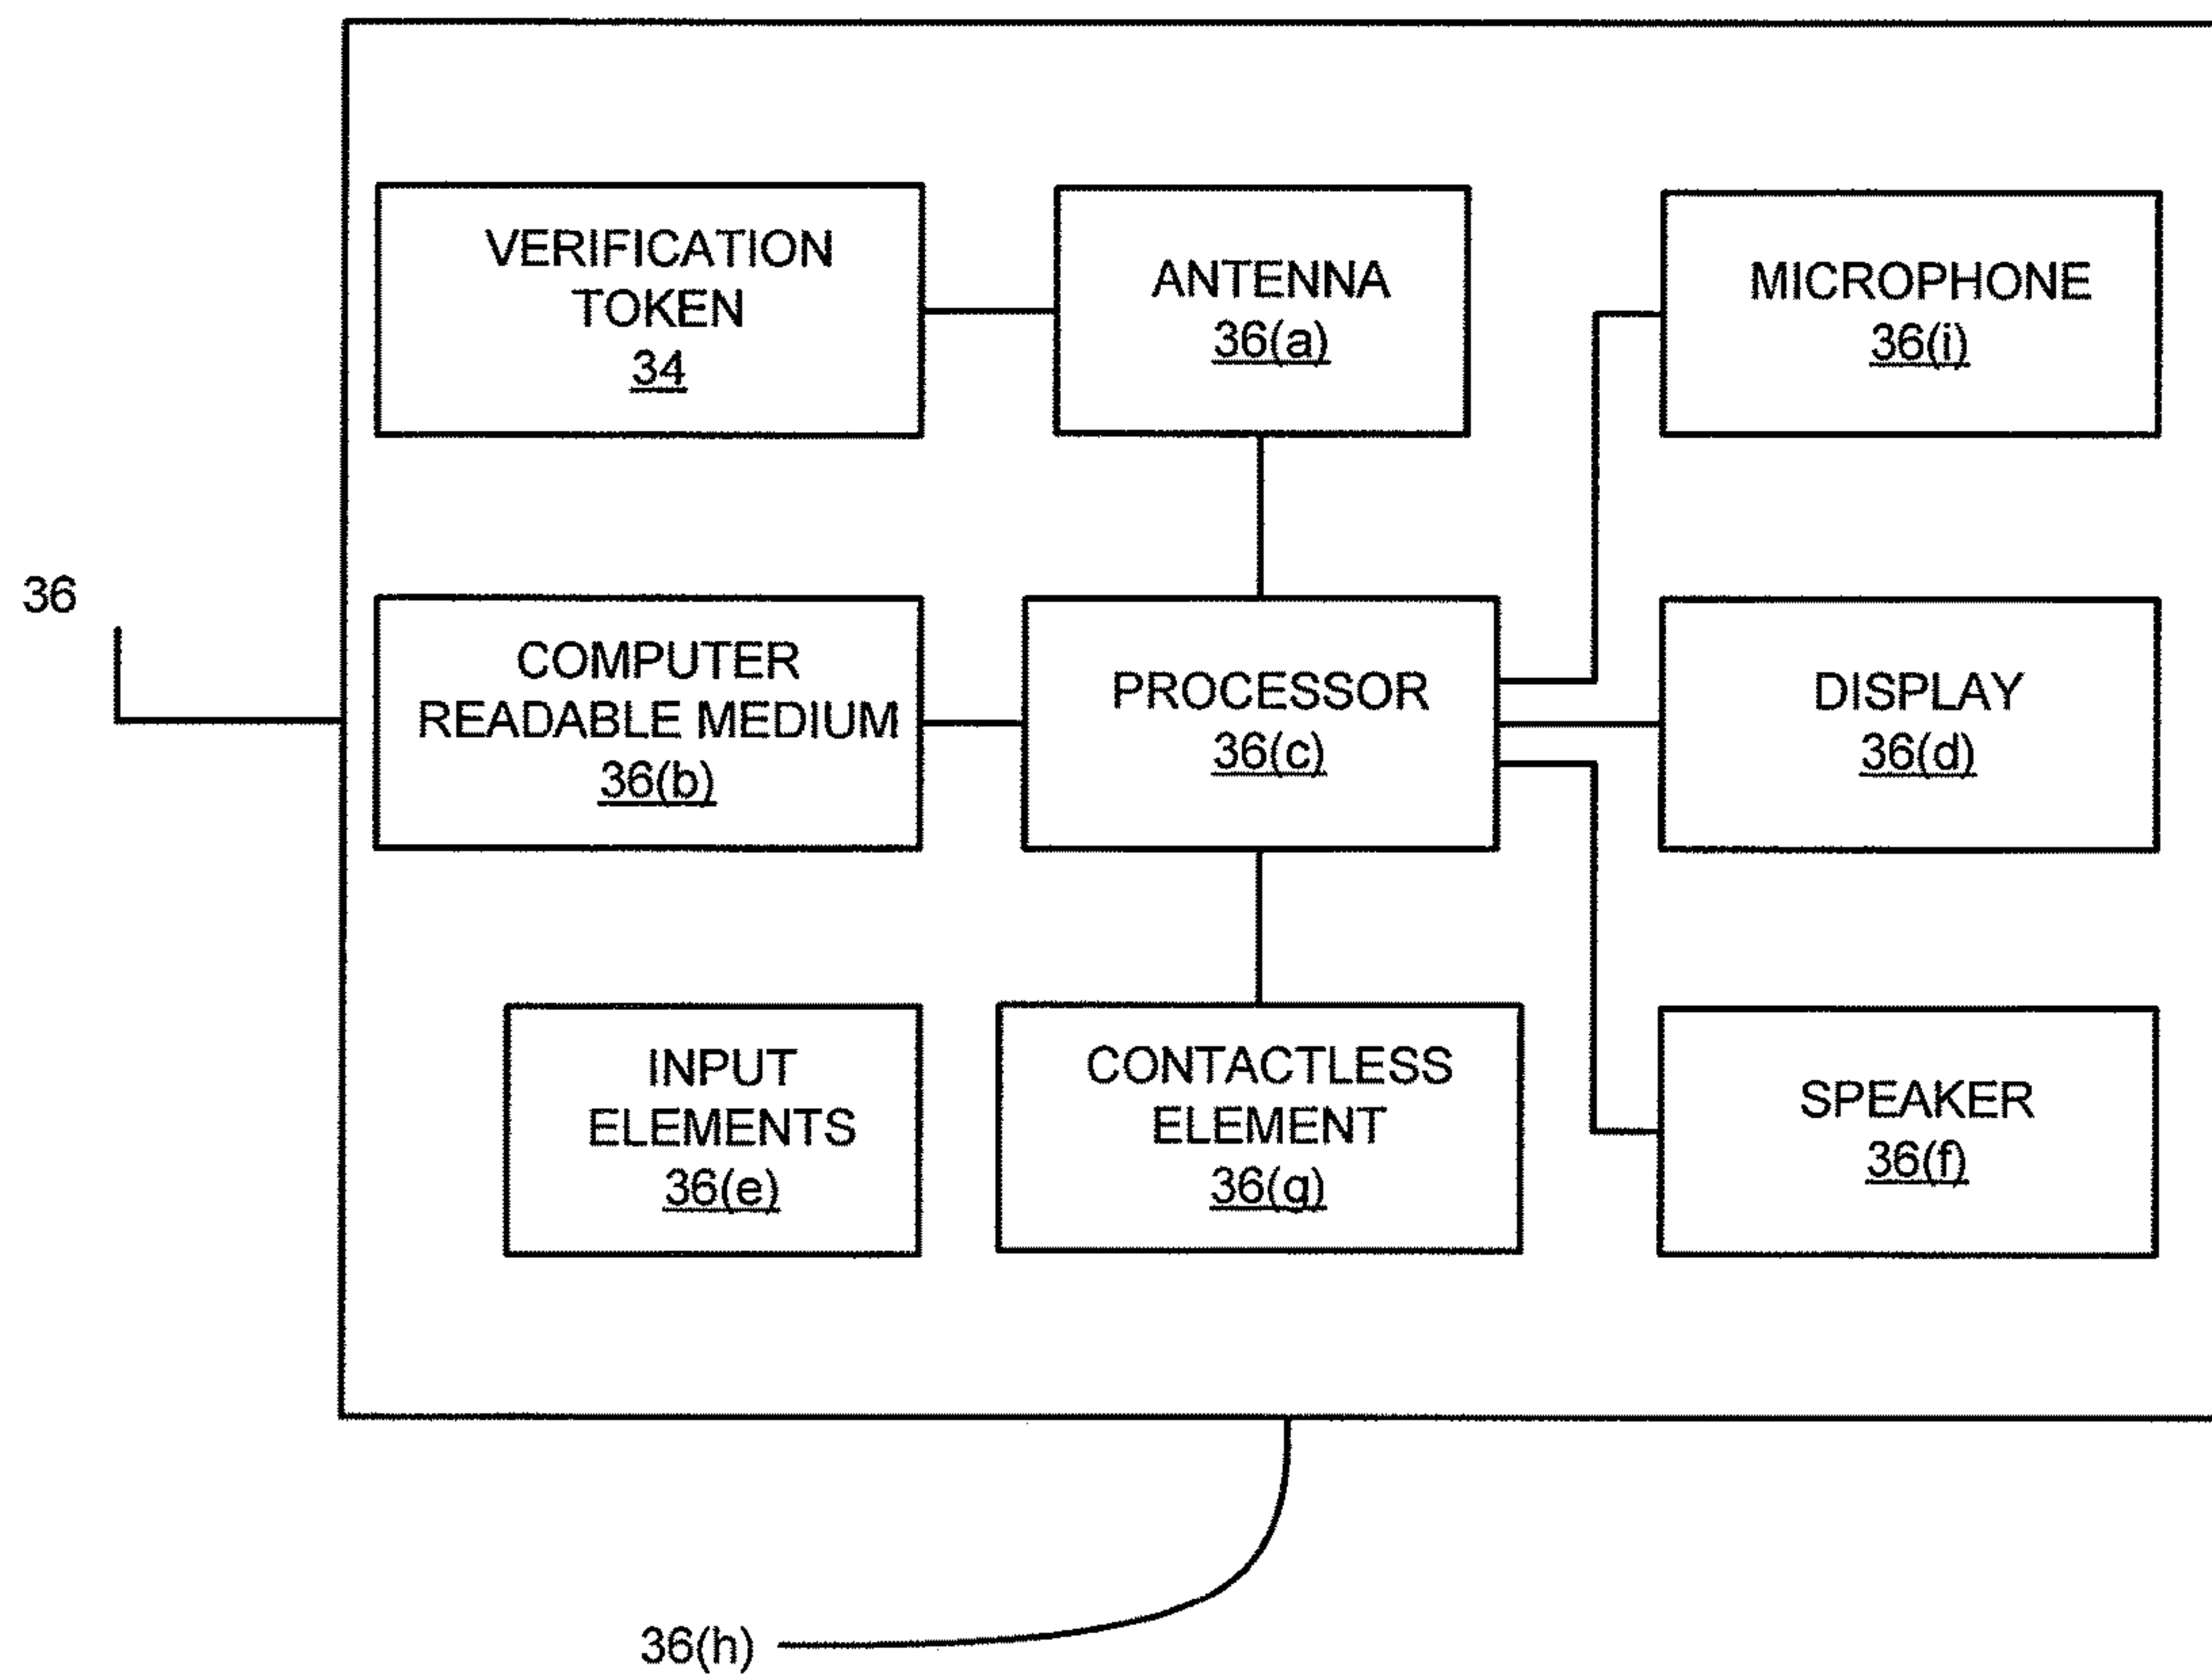 VERIFICATION
TOKEN
34
ANTENNA
36(a)
MICROPHONE
36(i)
36
COMPUTER
READABLE MEDIUM
36(b)
PROCESSOR
36(c)
DISPLAY
36(d)
INPUT
ELEMENTS
36(e)
CONTACTLESS
ELEMENT
36(g)
SPEAKER
36(f)
36(h)